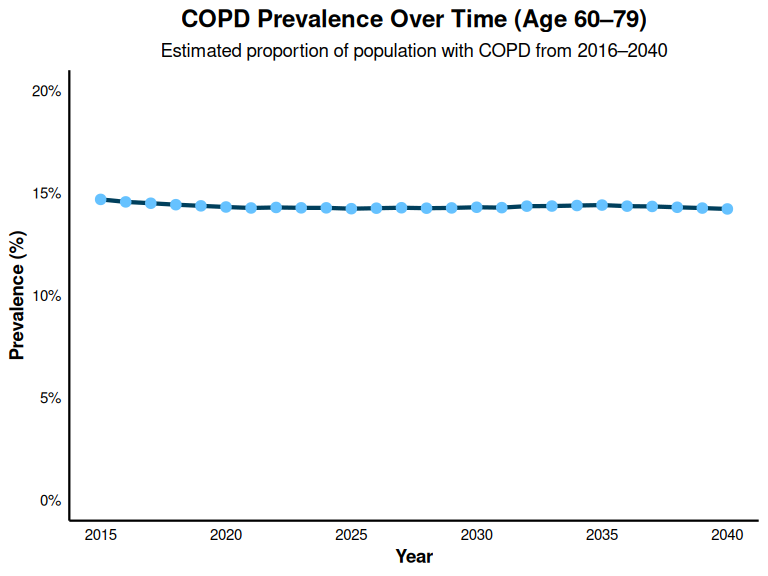 COPD Prevalence Over Time (Age 60–79)
Estimated proportion of population with COPD from 2016–2040
20%
15%
10%
5%
0%
Prevalence (%)
2015 2020 2025 2030 2035 2040
Year